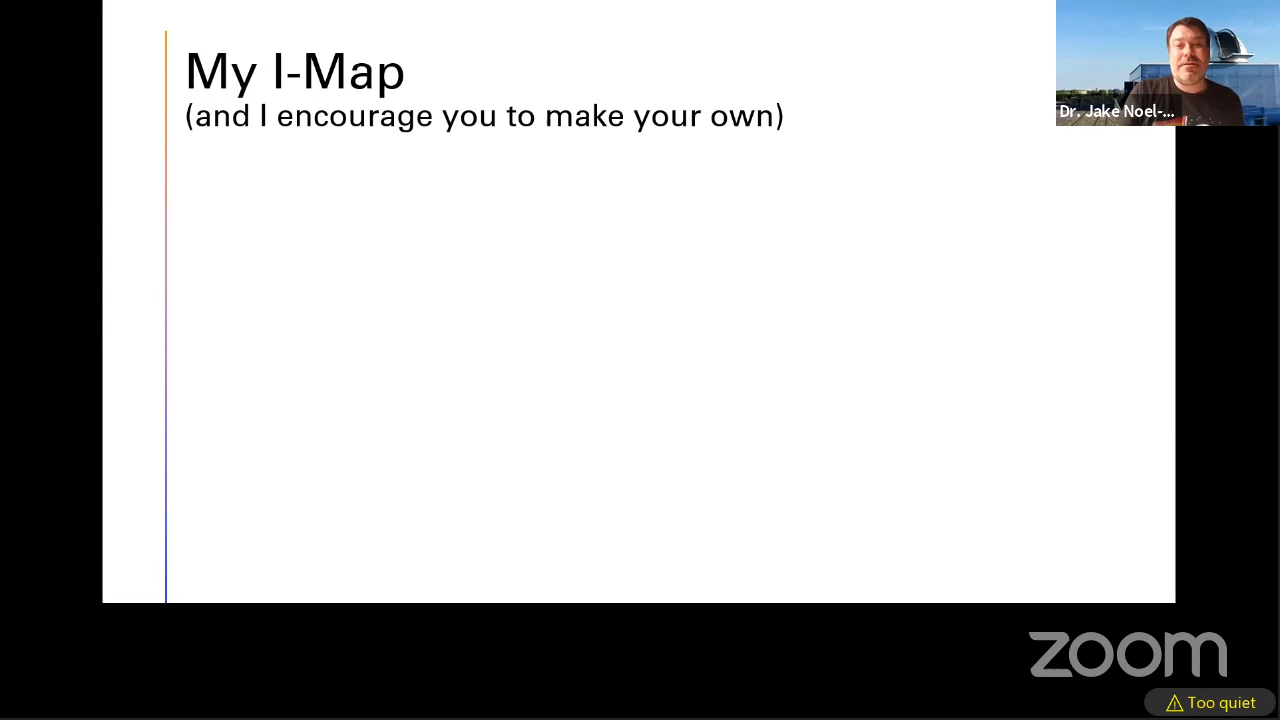 My I-Map
(and I encourage you to make your own)
Dr. Jake Noel-...
zoom
Too quiet